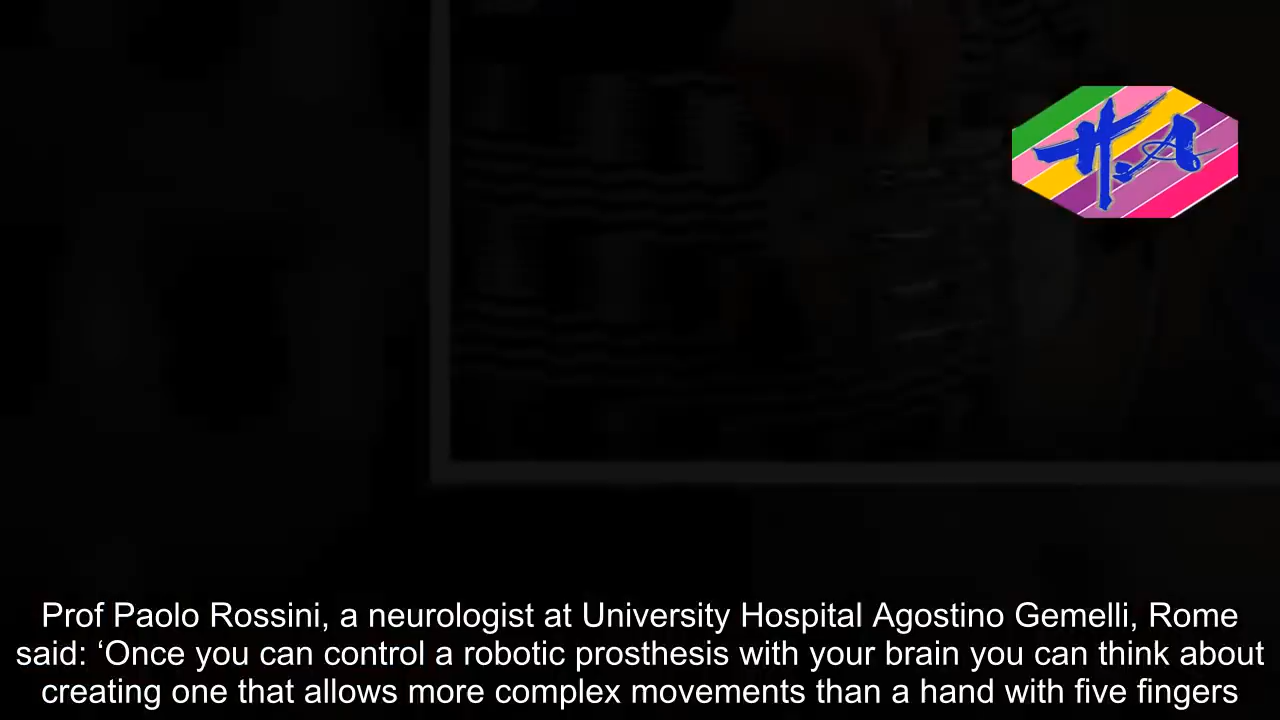 H.A
Prof Paolo Rossini, a neurologist at University Hospital Agostino Gemelli, Rome
said: ‘Once you can control a robotic prosthesis with your brain you can think about
creating one that allows more complex movements than a hand with five fingers